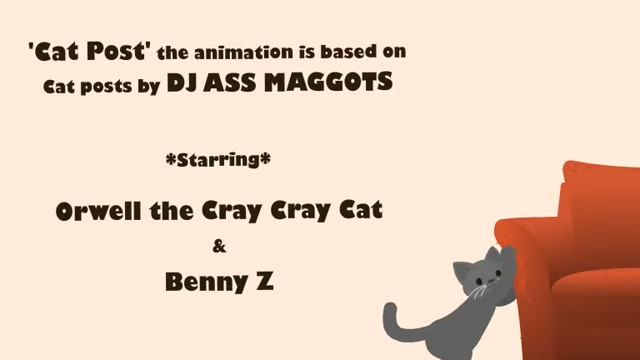 'Cat Post' the animation is based on
Cat posts by DJ ASS MAGGOTS
*Starring*
Orwell the Cray Cray Cat
&
Benny Z